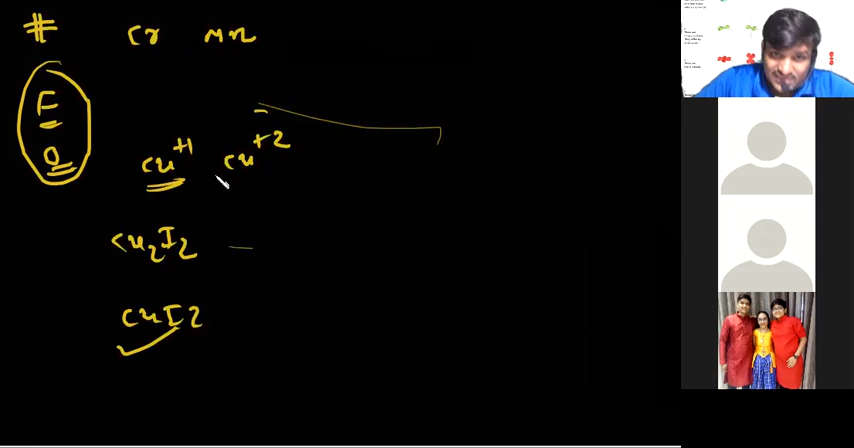 # Cr Mn
F
O
Cu+1 Cu+2
Cu2I2 —
CuI2